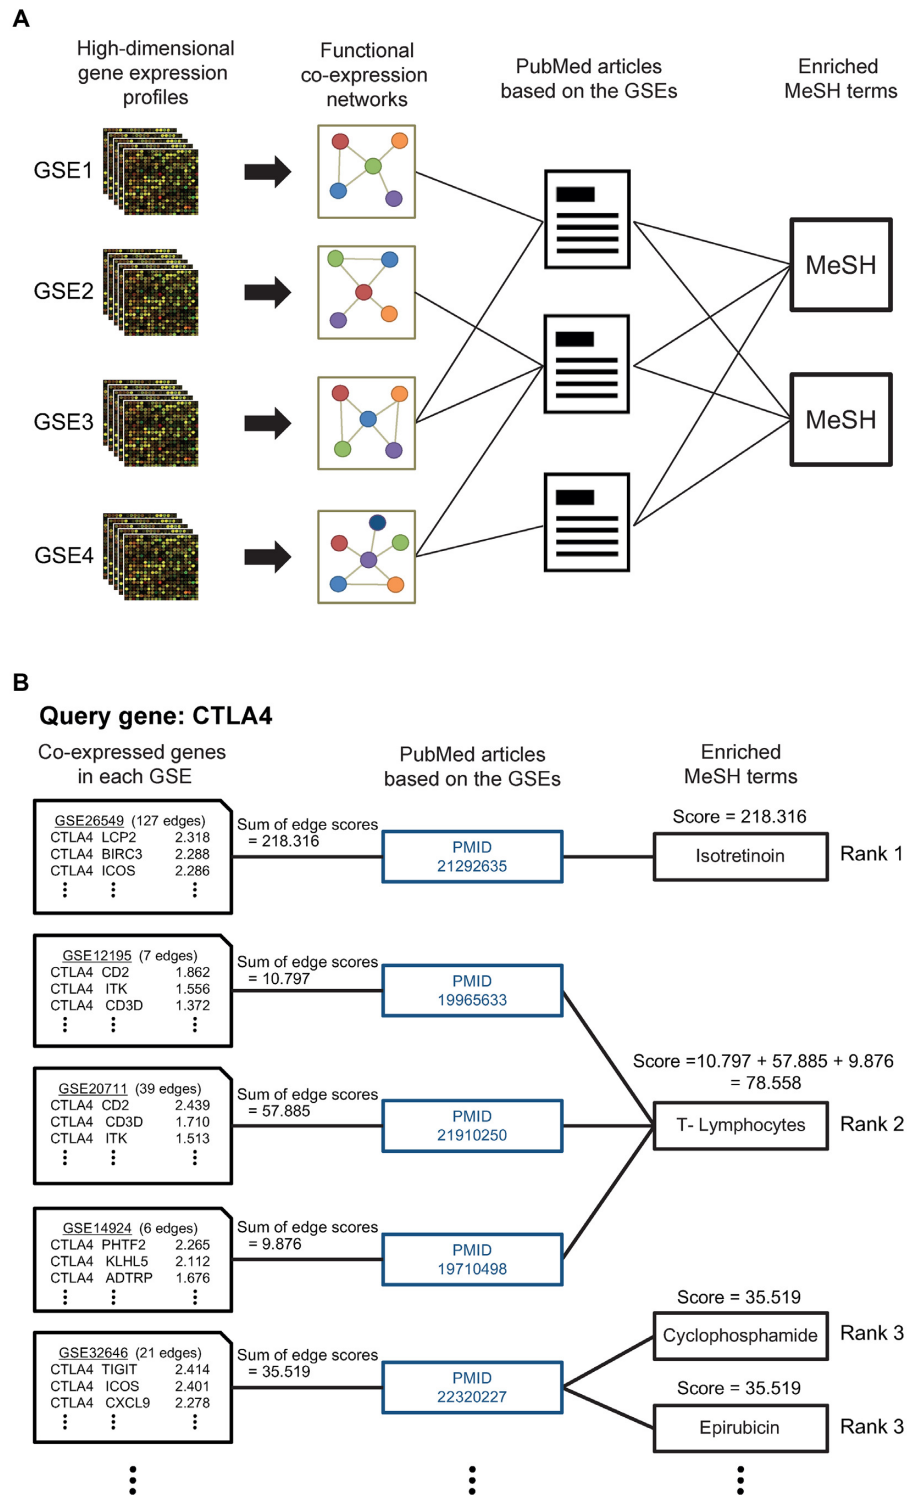 A
High-dimensional
gene expression
profiles
Functional
co-expression
networks
PubMed articles
based on the GSEs
Enriched
MeSH terms
GSE1
GSE2
GSE3
GSE4
MeSH
MeSH
B
Query gene: CTLA4
Co-expressed genes
in each GSE
PubMed articles
based on the GSEs
Enriched
MeSH terms
GSE26549 (127 edges)
CTLA4 LCP2 2.318
CTLA4 BIRC3 2.288
CTLA4 ICOS 2.286
Sum of edge scores
= 218.316
PMID
21292635
Score = 218.316
Isotretinoin
Rank 1
GSE12195 (7 edges)
CTLA4 CD2 1.862
CTLA4 ITK 1.556
CTLA4 CD3D 1.372
Sum of edge scores
= 10.797
PMID
19965633
GSE20711 (39 edges)
CTLA4 CD2 2.439
CTLA4 CD3D 1.710
CTLA4 ITK 1.513
Sum of edge scores
= 57.885
PMID
21910250
Score =10.797 + 57.885 + 9.876
= 78.558
T- Lymphocytes
Rank 2
GSE14924 (6 edges)
CTLA4 PHTF2 2.265
CTLA4 KLHL5 2.112
CTLA4 ADTRP 1.676
Sum of edge scores
= 9.876
PMID
19710498
GSE32646 (21 edges)
CTLA4 TIGIT 2.414
CTLA4 ICOS 2.401
CTLA4 CXCL9 2.278
Sum of edge scores
= 35.519
PMID
22320227
Score = 35.519
Cyclophosphamide
Rank 3
Score = 35.519
Epirubicin
Rank 3